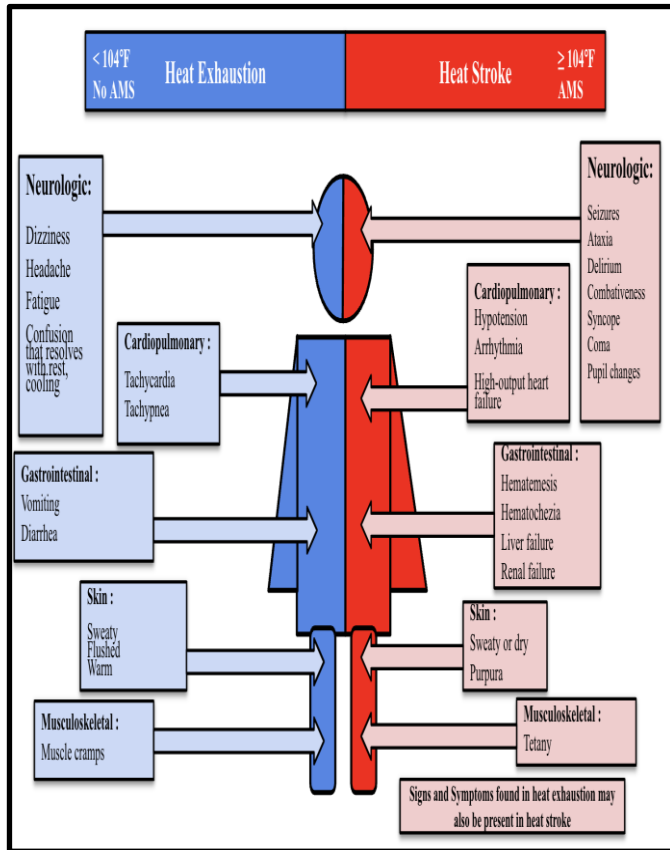 < 104°F
No AMS
Heat Exhaustion
Heat Stroke
≥ 104°F
AMS
Neurologic:
Dizziness
Headache
Fatigue
Confusion
that resolves
with rest,
cooling
Cardiopulmonary :
Tachycardia
Tachypnea
Gastrointestinal :
Vomiting
Diarrhea
Skin :
Sweaty
Flushed
Warm
Musculoskeletal :
Muscle cramps
Neurologic:
Seizures
Ataxia
Delirium
Combativeness
Syncope
Coma
Pupil changes
Cardiopulmonary :
Hypotension
Arrhythmia
High-output heart
failure
Gastrointestinal :
Hematemesis
Hematochezia
Liver failure
Renal failure
Skin :
Sweaty or dry
Purpura
Musculoskeletal :
Tetany
Signs and Symptoms found in heat exhaustion may
also be present in heat stroke